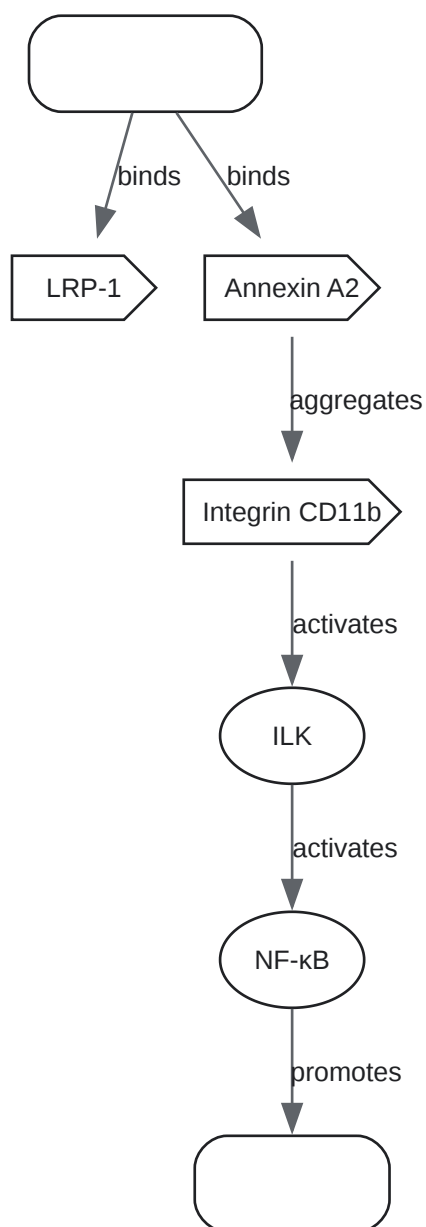 binds
binds
LRP-1
Annexin A2
aggregates
Integrin CD11b
activates
ILK
activates
NF-κB
promotes